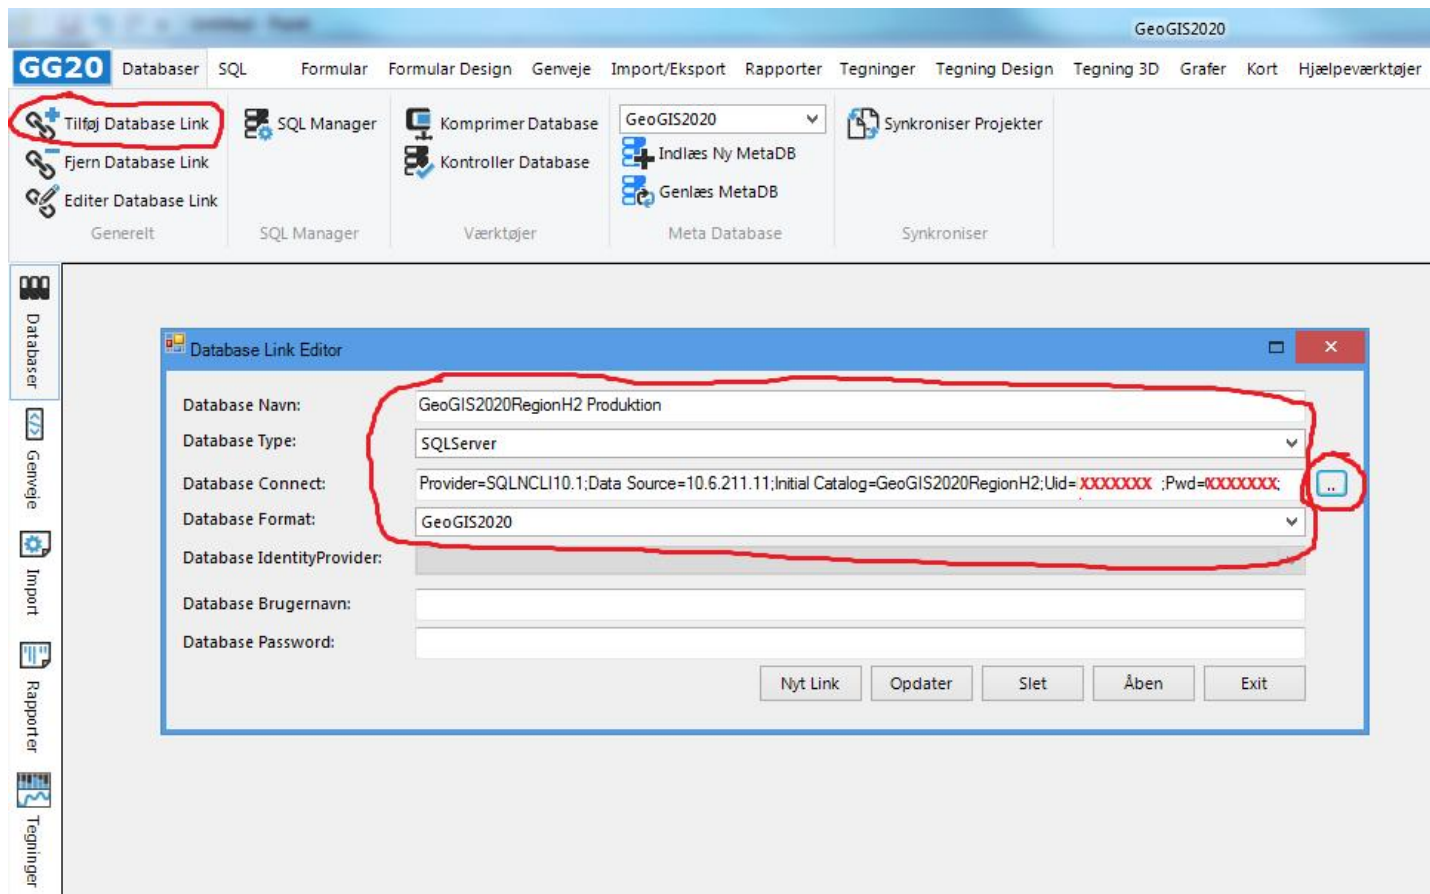 GeoGIS2020
GG20 Databaser SQL Formular Formular Design Genveje Import/Eksport Rapporter Tegninger Tegning Design Tegning 3D Grafer Kort Hjælpeværktøjer
Tilføj Database Link SQL Manager Komprimer Database GeoGIS2020 Synkroniser Projekter
Fjern Database Link Kontroller Database Indlæs Ny MetaDB
Editer Database Link Genlæs MetaDB
Generelt SQL Manager Værktøjer Meta Database Synkroniser
Databaser
Genveje
Import
Rapporter
Tegninger
Database Link Editor
Database Navn: GeoGIS2020RegionH2 Produktion
Database Type: SQLServer
Database Connect: Provider=SQLNCLI10.1;Data Source=10.6.211.11;Initial Catalog=GeoGIS2020RegionH2;Uid= XXXXXXX ;Pwd=XXXXXXX; ..
Database Format: GeoGIS2020
Database IdentityProvider:
Database Brugernavn:
Database Password:
Nyt Link Opdater Slet Åben Exit